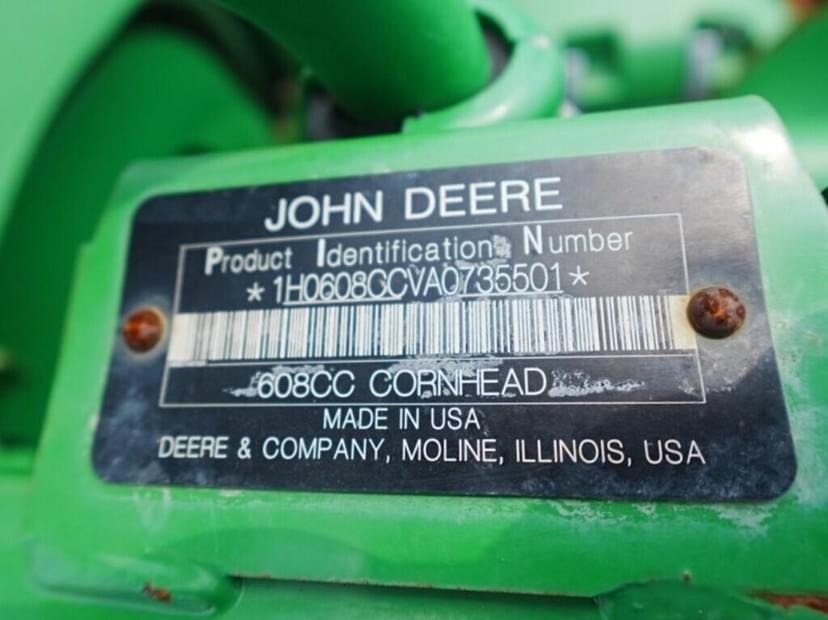 JOHN DEERE
Product Identification Number
*1H0608CCVA0735501*
608CC CORNHEAD
MADE IN USA
DEERE & COMPANY, MOLINE, ILLINOIS, USA